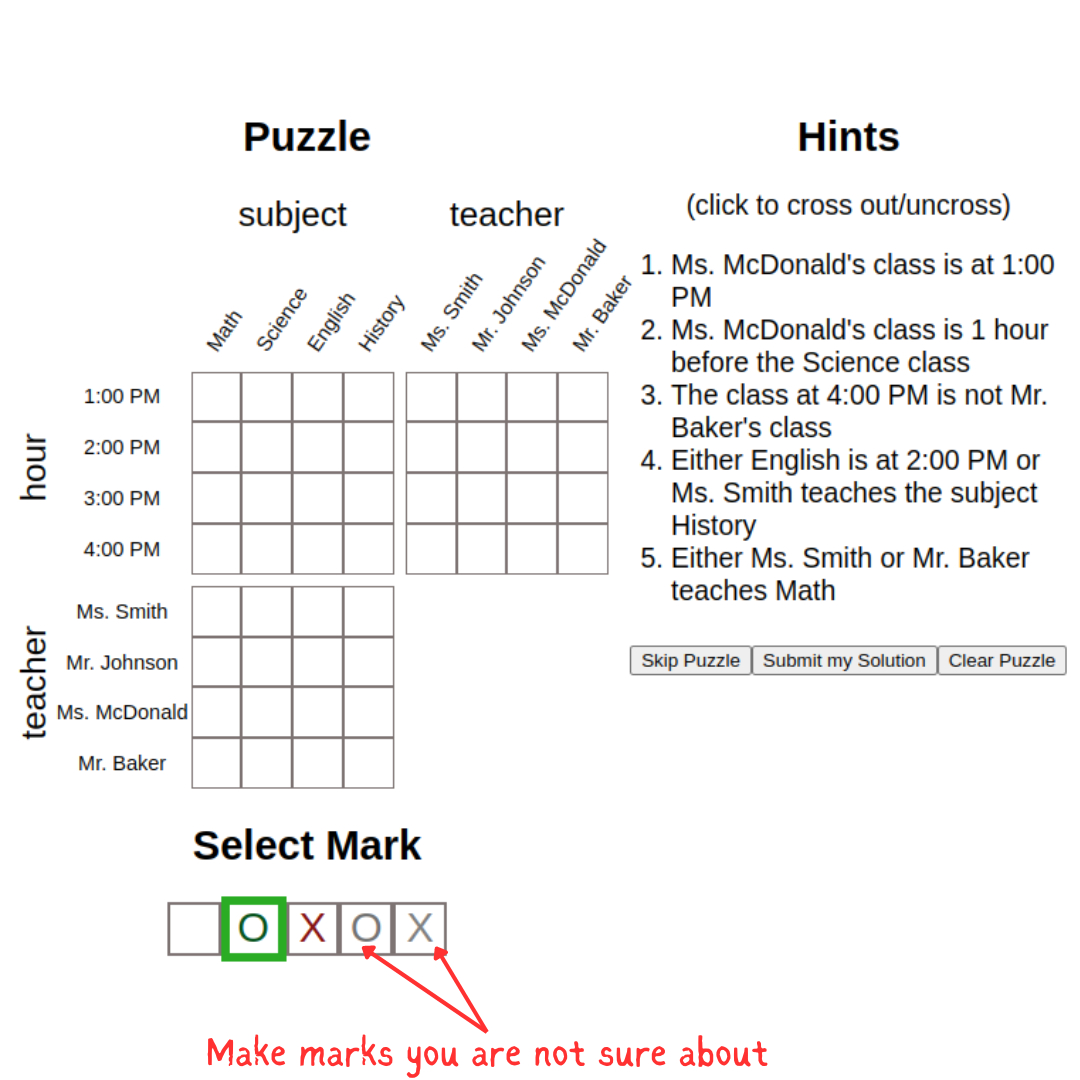 Puzzle
subject
teacher
Math
Science
English
History
Ms. Smith
Mr. Johnson
Ms. McDonald
Mr. Baker
hour
1:00 PM
2:00 PM
3:00 PM
4:00 PM
teacher
Ms. Smith
Mr. Johnson
Ms. McDonald
Mr. Baker
Select Mark
O X O X
Make marks you are not sure about
Hints
(click to cross out/uncross)
1. Ms. McDonald's class is at 1:00
PM
2. Ms. McDonald's class is 1 hour
before the Science class
3. The class at 4:00 PM is not Mr.
Baker's class
4. Either English is at 2:00 PM or
Ms. Smith teaches the subject
History
5. Either Ms. Smith or Mr. Baker
teaches Math
Skip Puzzle Submit my Solution Clear Puzzle